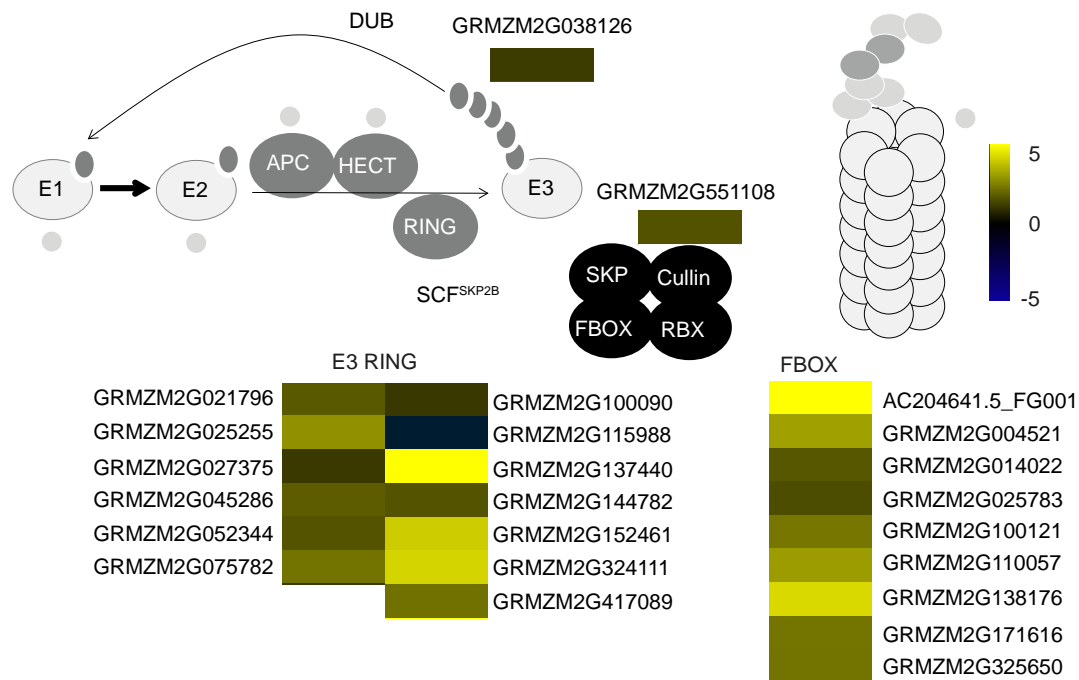 DUB
GRMZM2G038126
E1
E2
APC
HECT
RING
E3
SCF^SKP2B
GRMZM2G551108
SKP
Cullin
FBOX
RBX
5
0
-5
E3 RING
GRMZM2G021796
GRMZM2G025255
GRMZM2G027375
GRMZM2G045286
GRMZM2G052344
GRMZM2G075782
GRMZM2G100090
GRMZM2G115988
GRMZM2G137440
GRMZM2G144782
GRMZM2G152461
GRMZM2G324111
GRMZM2G417089
FBOX
AC204641.5_FG001
GRMZM2G004521
GRMZM2G014022
GRMZM2G025783
GRMZM2G100121
GRMZM2G110057
GRMZM2G138176
GRMZM2G171616
GRMZM2G325650